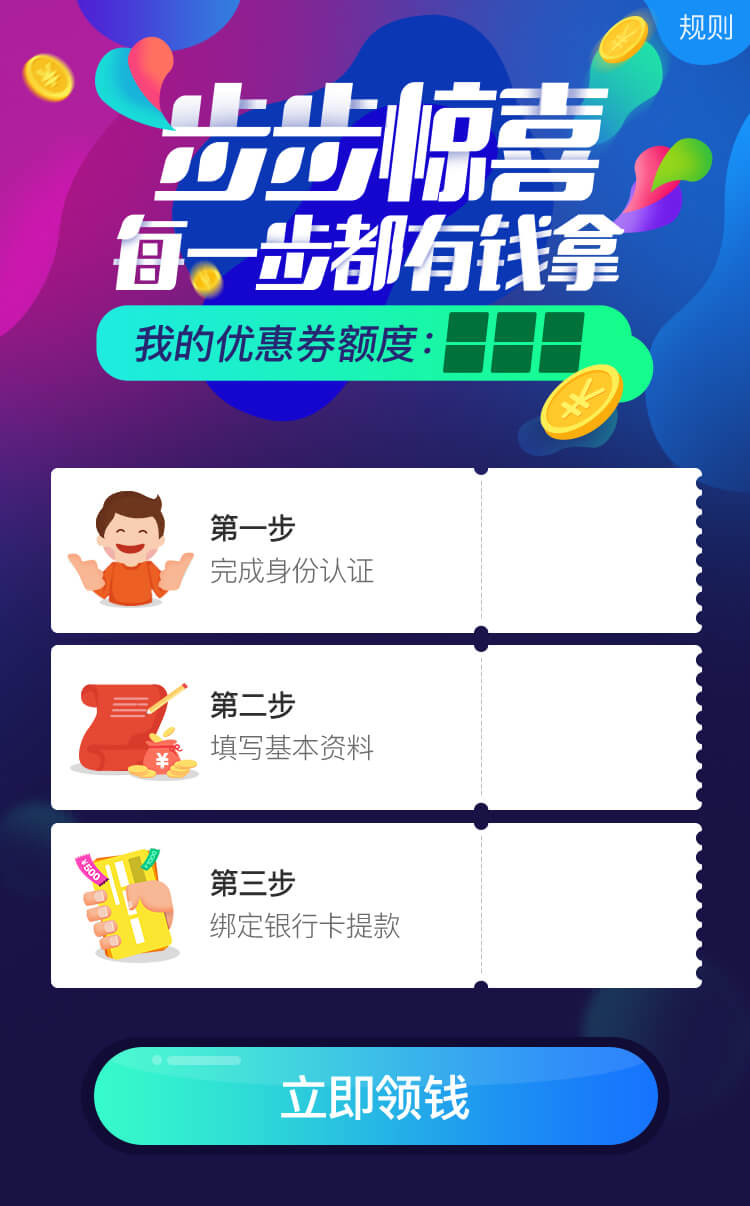 规则
步步惊喜
每一步都有钱拿
我的优惠券额度：
第一步
完成身份认证
第二步
填写基本资料
¥
第三步
绑定银行卡提款
¥500
立即领钱